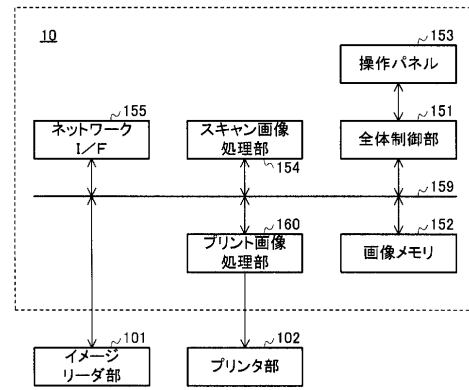 10
153
操作パネル
155
ネットワーク
I/F
スキャン画像
処理部
154
151
全体制御部
159
160
プリント画像
処理部
152
画像メモリ
101
イメージ
リーダ部
102
プリンタ部